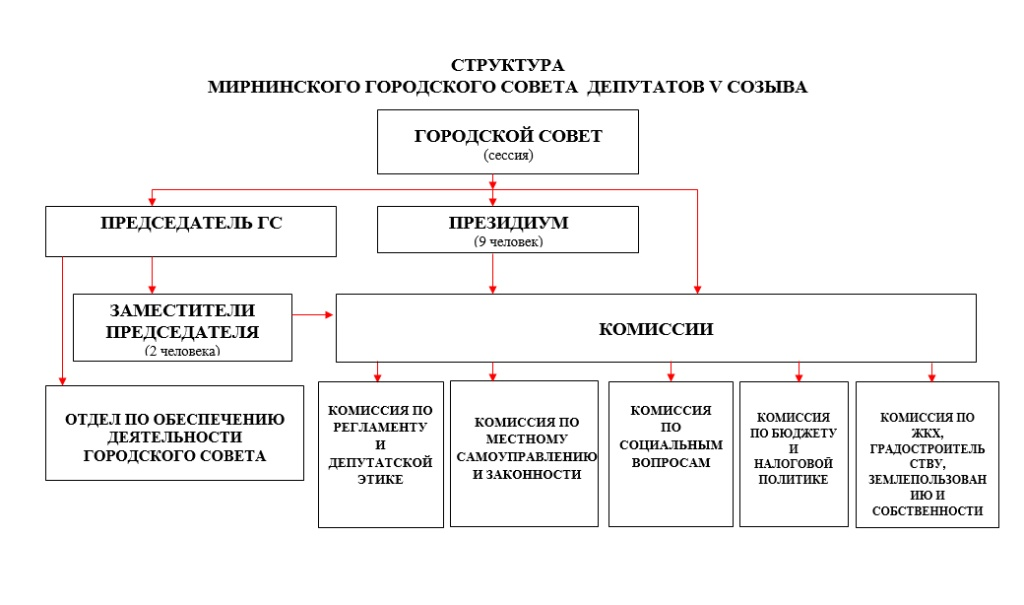 СТРУКТУРА
МИРНИНСКОГО ГОРОДСКОГО СОВЕТА ДЕПУТАТОВ V СОЗЫВА
ГОРОДСКОЙ СОВЕТ
(сессия)
ПРЕДСЕДАТЕЛЬ ГС
ПРЕЗИДИУМ
(9 человек)
ЗАМЕСТИТЕЛИ
ПРЕДСЕДАТЕЛЯ
(2 человека)
КОМИССИИ
ОТДЕЛ ПО ОБЕСПЕЧЕНИЮ
ДЕЯТЕЛЬНОСТИ
ГОРОДСКОГО СОВЕТА
КОМИССИЯ ПО
РЕГЛАМЕНТУ
И
ДЕПУТАТСКОЙ
ЭТИКЕ
КОМИССИЯ ПО
МЕСТНОМУ
САМОУПРАВЛЕНИЮ
И ЗАКОННОСТИ
КОМИССИЯ
ПО
СОЦИАЛЬНЫМ
ВОПРОСАМ
КОМИССИЯ
ПО БЮДЖЕТУ
И
НАЛОГОВОЙ
ПОЛИТИКЕ
КОМИССИЯ ПО
ЖКХ,
ГРАДОСТРОИТЕЛЬ
СТВУ,
ЗЕМЛЕПОЛЬЗОВАН
ИЮ И
СОБСТВЕННОСТИ